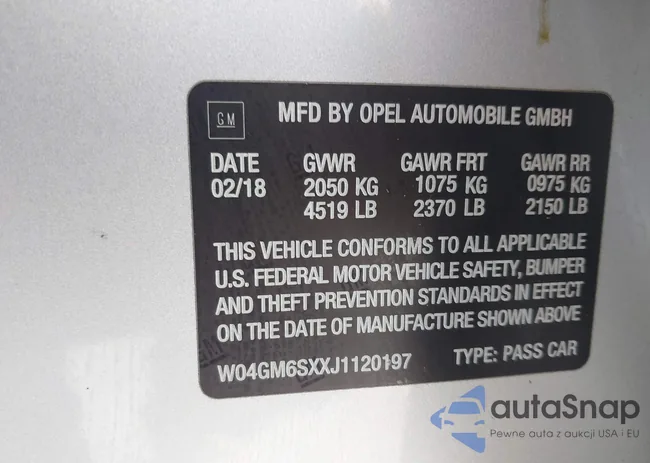 GM
MFD BY OPEL AUTOMOBILE GMBH
DATE GVWR GAWR FRT GAWR RR
02/18 2050 KG 1075 KG 0975 KG
4519 LB 2370 LB 2150 LB
THIS VEHICLE CONFORMS TO ALL APPLICABLE
U.S. FEDERAL MOTOR VEHICLE SAFETY, BUMPER
AND THEFT PREVENTION STANDARDS IN EFFECT
ON THE DATE OF MANUFACTURE SHOWN ABOVE
W04GM6SXXJ1120197 TYPE: PASS CAR
autaSnap
Pewne auta z aukcji USA i EU